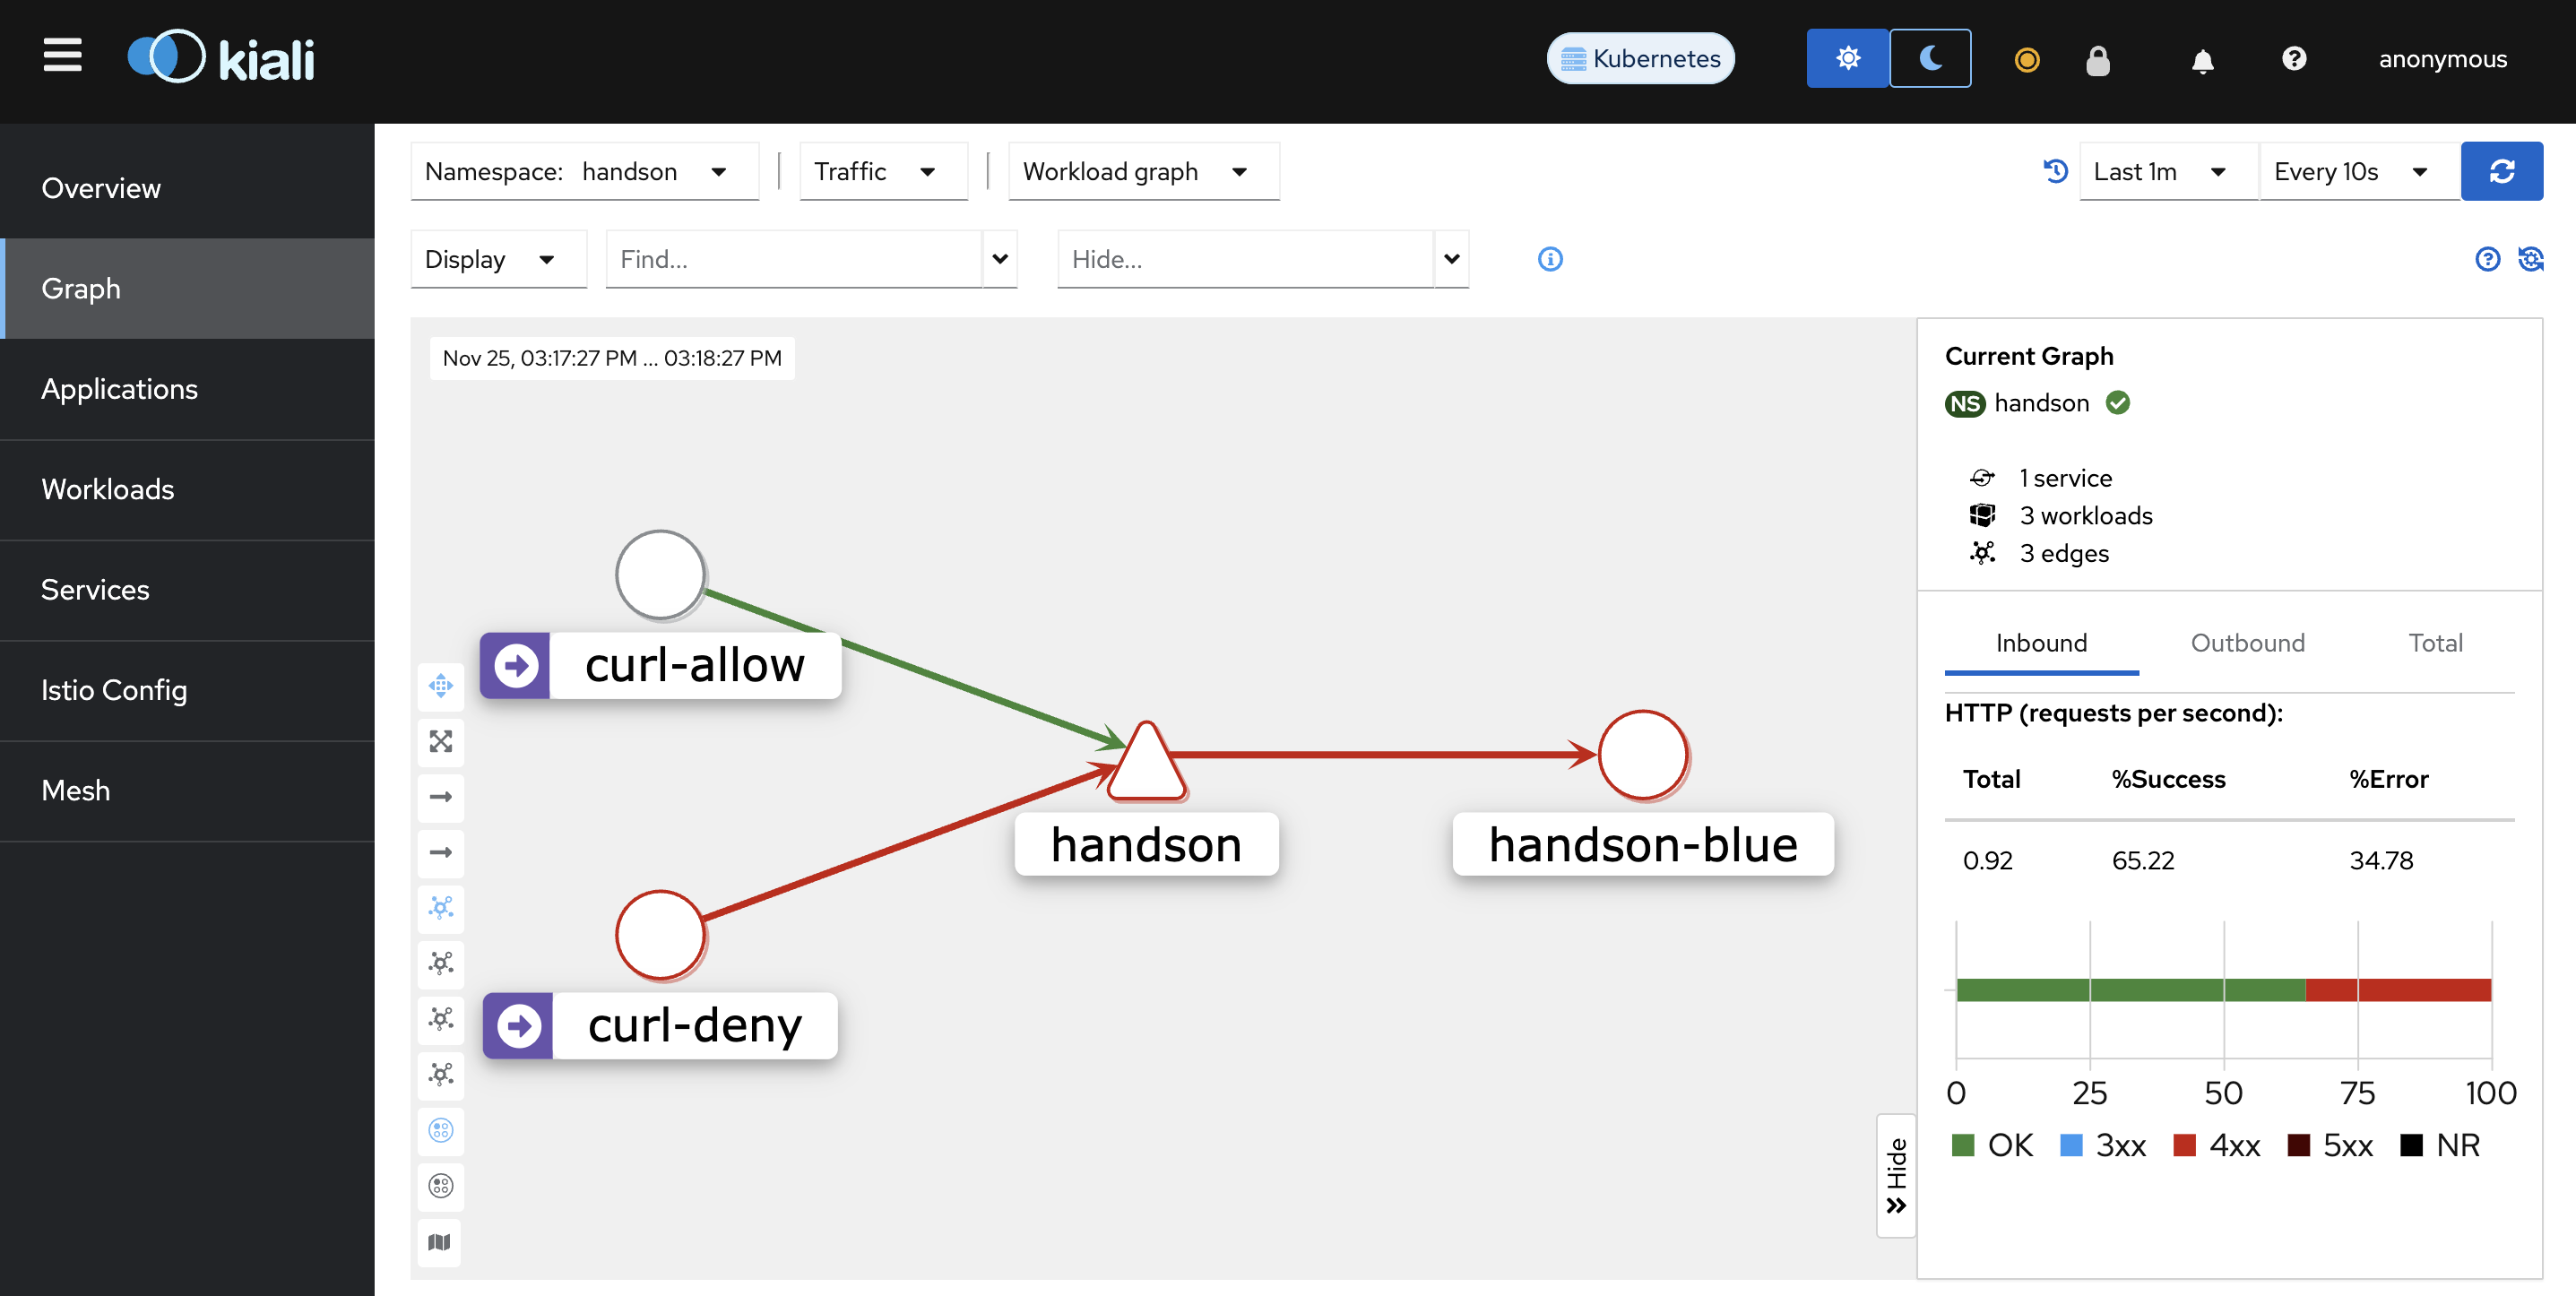 kiali
Kubernetes
anonymous
Overview
Graph
Applications
Workloads
Services
Istio Config
Mesh
Namespace: handson
Traffic
Workload graph
Last 1m
Every 10s
Display
Find...
Hide...
Nov 25, 03:17:27 PM ... 03:18:27 PM
curl-allow
handson
handson-blue
curl-deny
Hide
Current Graph
NS handson
1 service
3 workloads
3 edges
Inbound Outbound Total
HTTP (requests per second):
Total %Success %Error
0.92 65.22 34.78
0 25 50 75 100
OK 3xx 4xx 5xx NR